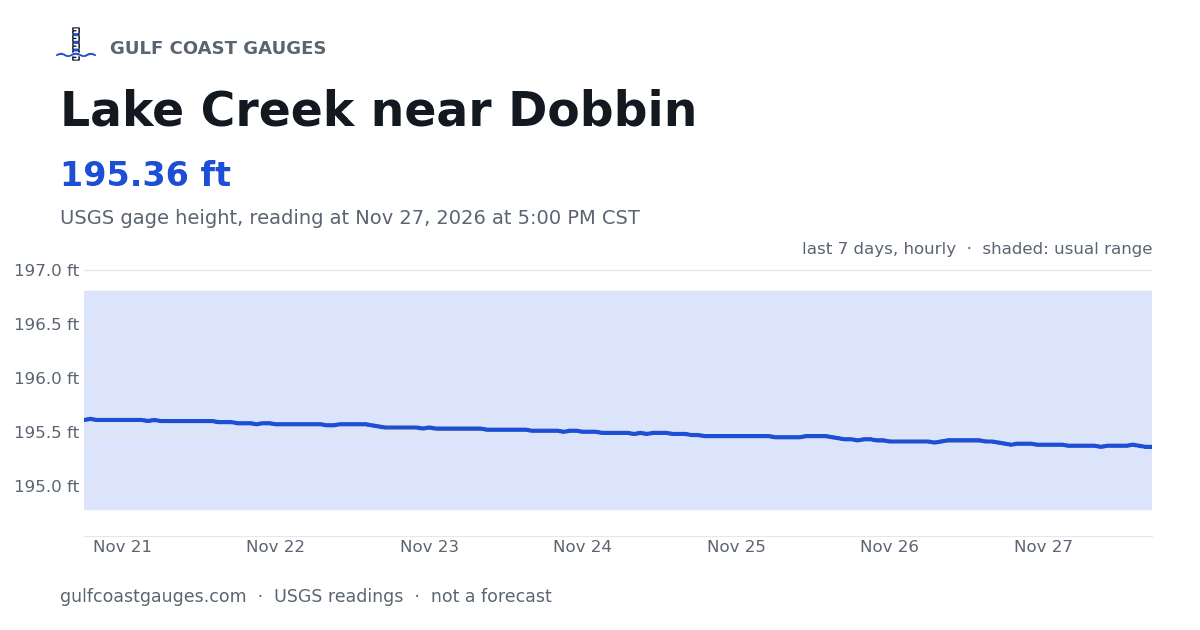 GULF COAST GAUGES
Lake Creek near Dobbin
195.36 ft
USGS gage height, reading at Nov 27, 2026 at 5:00 PM CST
last 7 days, hourly · shaded: usual range
197.0 ft
196.5 ft
196.0 ft
195.5 ft
195.0 ft
Nov 21 Nov 22 Nov 23 Nov 24 Nov 25 Nov 26 Nov 27
gulfcoastgauges.com · USGS readings · not a forecast